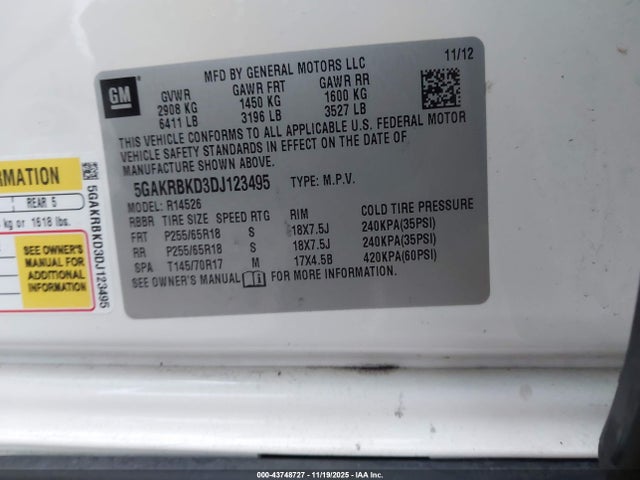 MFD BY GENERAL MOTORS LLC
11/12
GM
GVWR GAWR FRT GAWR RR
2908 KG 1450 KG 1600 KG
6411 LB 3196 LB 3527 LB
THIS VEHICLE CONFORMS TO ALL APPLICABLE U.S. FEDERAL MOTOR
VEHICLE SAFETY STANDARDS IN EFFECT ON THE DATE OF
MANUFACTURE SHOWN ABOVE.
5GAKRBKD3DJ123495 TYPE: M.P.V.
MODEL: R14526
RBBR TIRE SIZE SPEED RTG RIM COLD TIRE PRESSURE
FRT P255/65R18 S 18X7.5J 240KPA(35PSI)
RR P255/65R18 S 18X7.5J 240KPA(35PSI)
SPA T145/70R17 M 17X4.5B 420KPA(60PSI)
SEE OWNER'S MANUAL FOR MORE INFORMATION.
RMATION
REAR 5
kg or 1618 lbs.
SEE OWNER'S
MANUAL FOR
ADDITIONAL
INFORMATION
5GAKRBKD3DJ123495
000-43748727 - 11/19/2025 - IAA Inc.